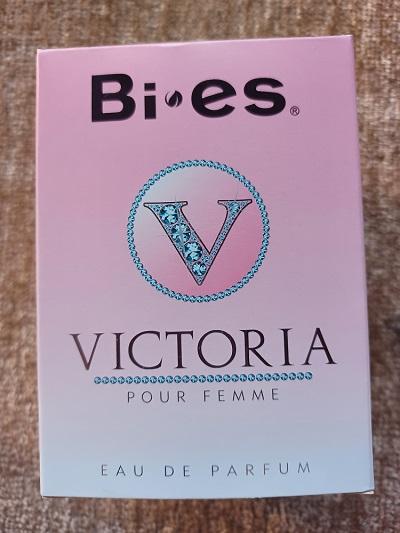 Bi·es®
V
VICTORIA
POUR FEMME
EAU DE PARFUM